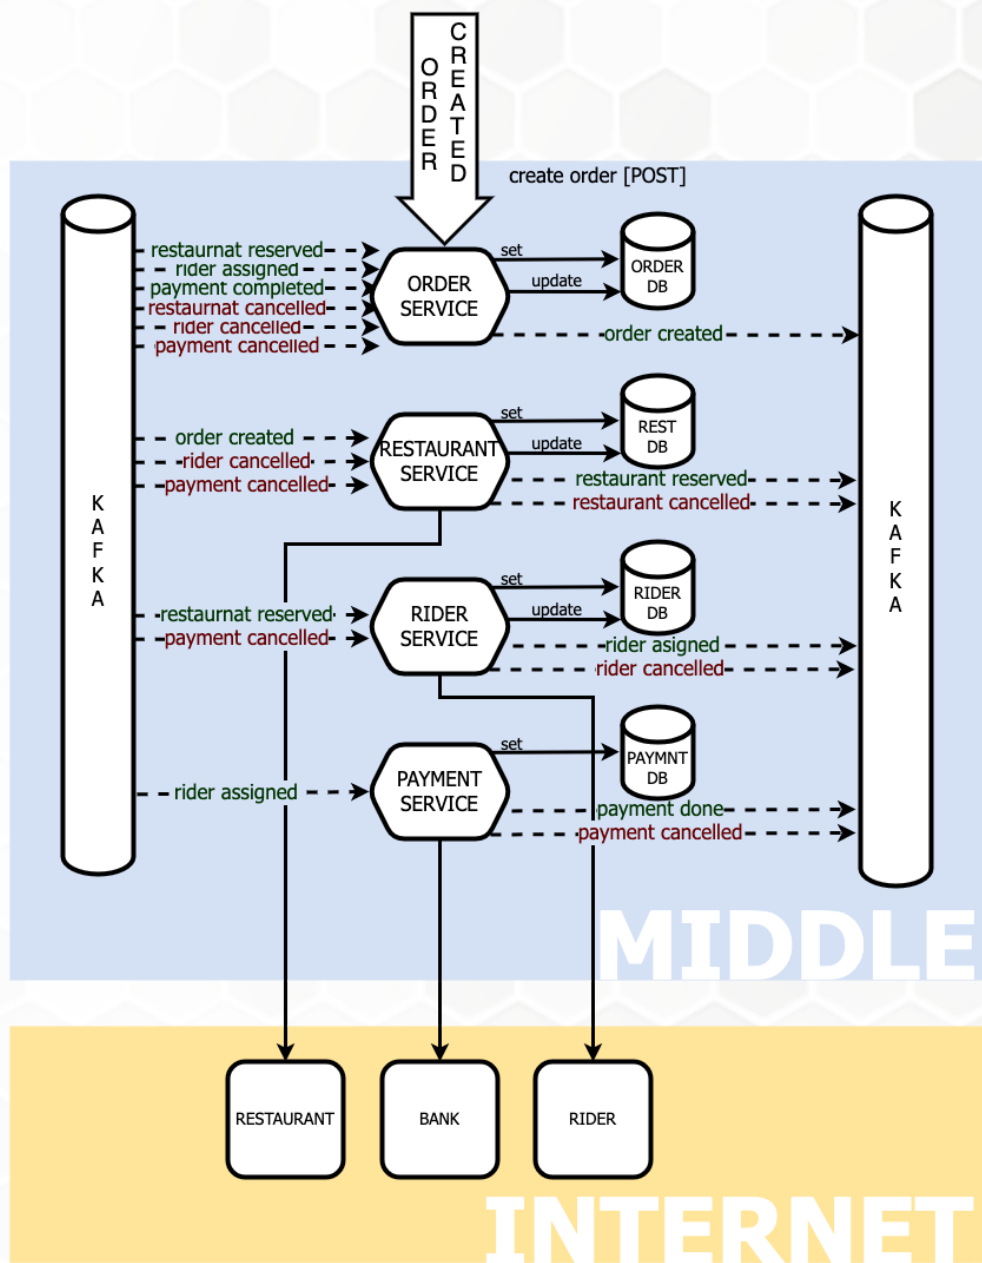 ORDER
CREATED
create order [POST]
restaurnat reserved
rider assigned
payment completed
restaurnat cancelled
rider cancelled
payment cancelled
ORDER
SERVICE
set
update
ORDER
DB
order created
order created
rider cancelled
payment cancelled
RESTAURANT
SERVICE
set
update
REST
DB
restaurant reserved
restaurant cancelled
KAFKA
KAFKA
restaurnat reserved
payment cancelled
RIDER
SERVICE
set
update
RIDER
DB
rider asigned
rider cancelled
rider assigned
PAYMENT
SERVICE
set
PAYMNT
DB
payment done
payment cancelled
MIDDLE
RESTAURANT
BANK
RIDER
INTERNET